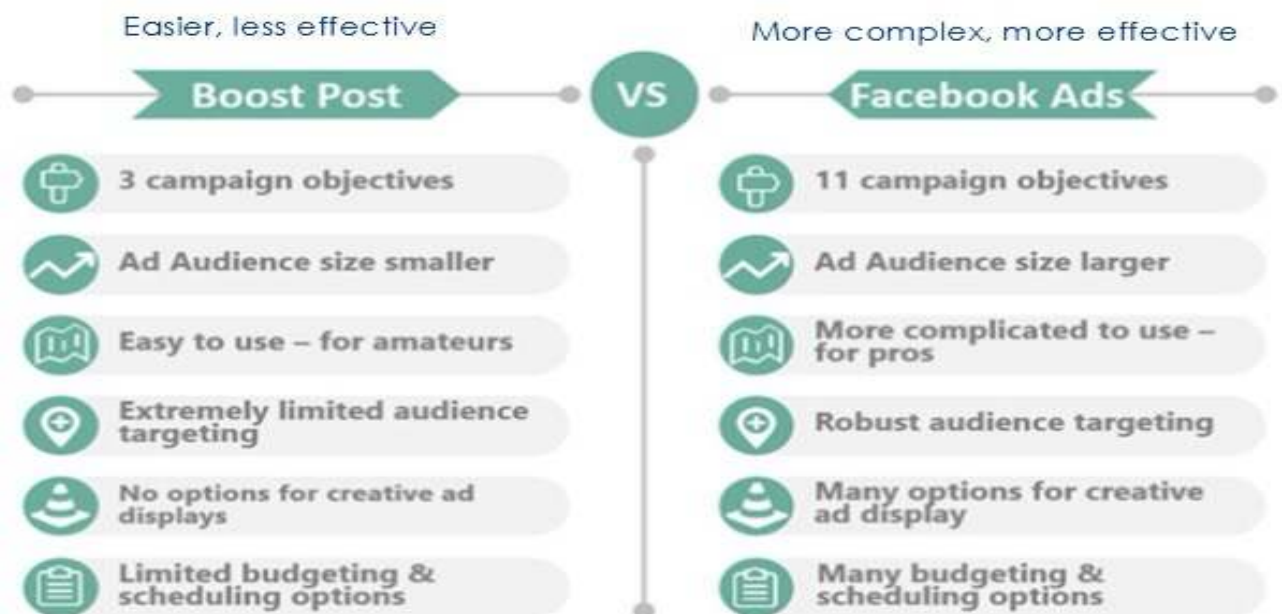 Easier, less effective
More complex, more effective
Boost Post
VS
Facebook Ads
3 campaign objectives
11 campaign objectives
Ad Audience size smaller
Ad Audience size larger
Easy to use – for amateurs
More complicated to use –
for pros
Extremely limited audience
targeting
Robust audience targeting
No options for creative ad
displays
Many options for creative
ad display
Limited budgeting &
scheduling options
Many budgeting &
scheduling options